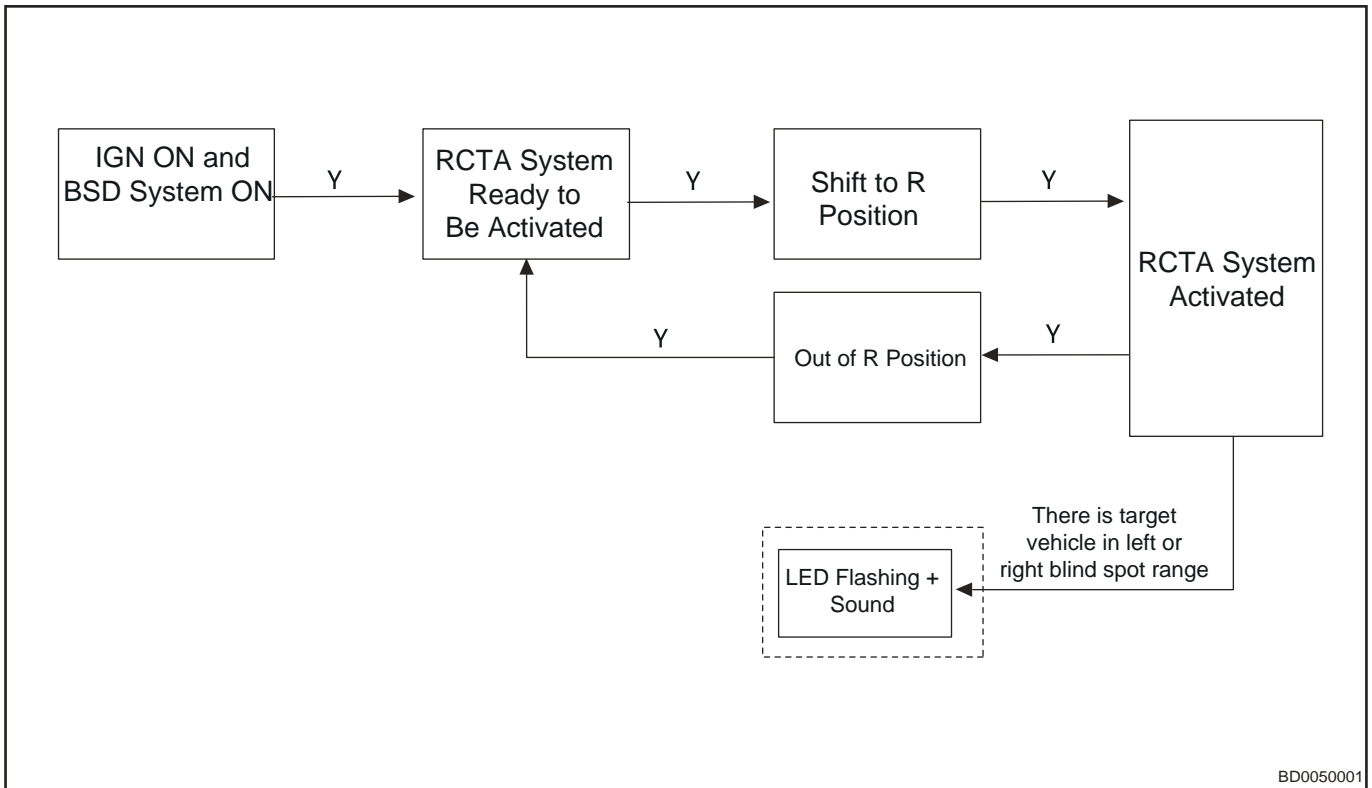 IGN ON and
BSD System ON
Y
RCTA System
Ready to
Be Activated
Y
Shift to R
Position
Y
RCTA System
Activated
Y
Out of R Position
Y
There is target
vehicle in left or
right blind spot range
LED Flashing +
Sound
BD0050001